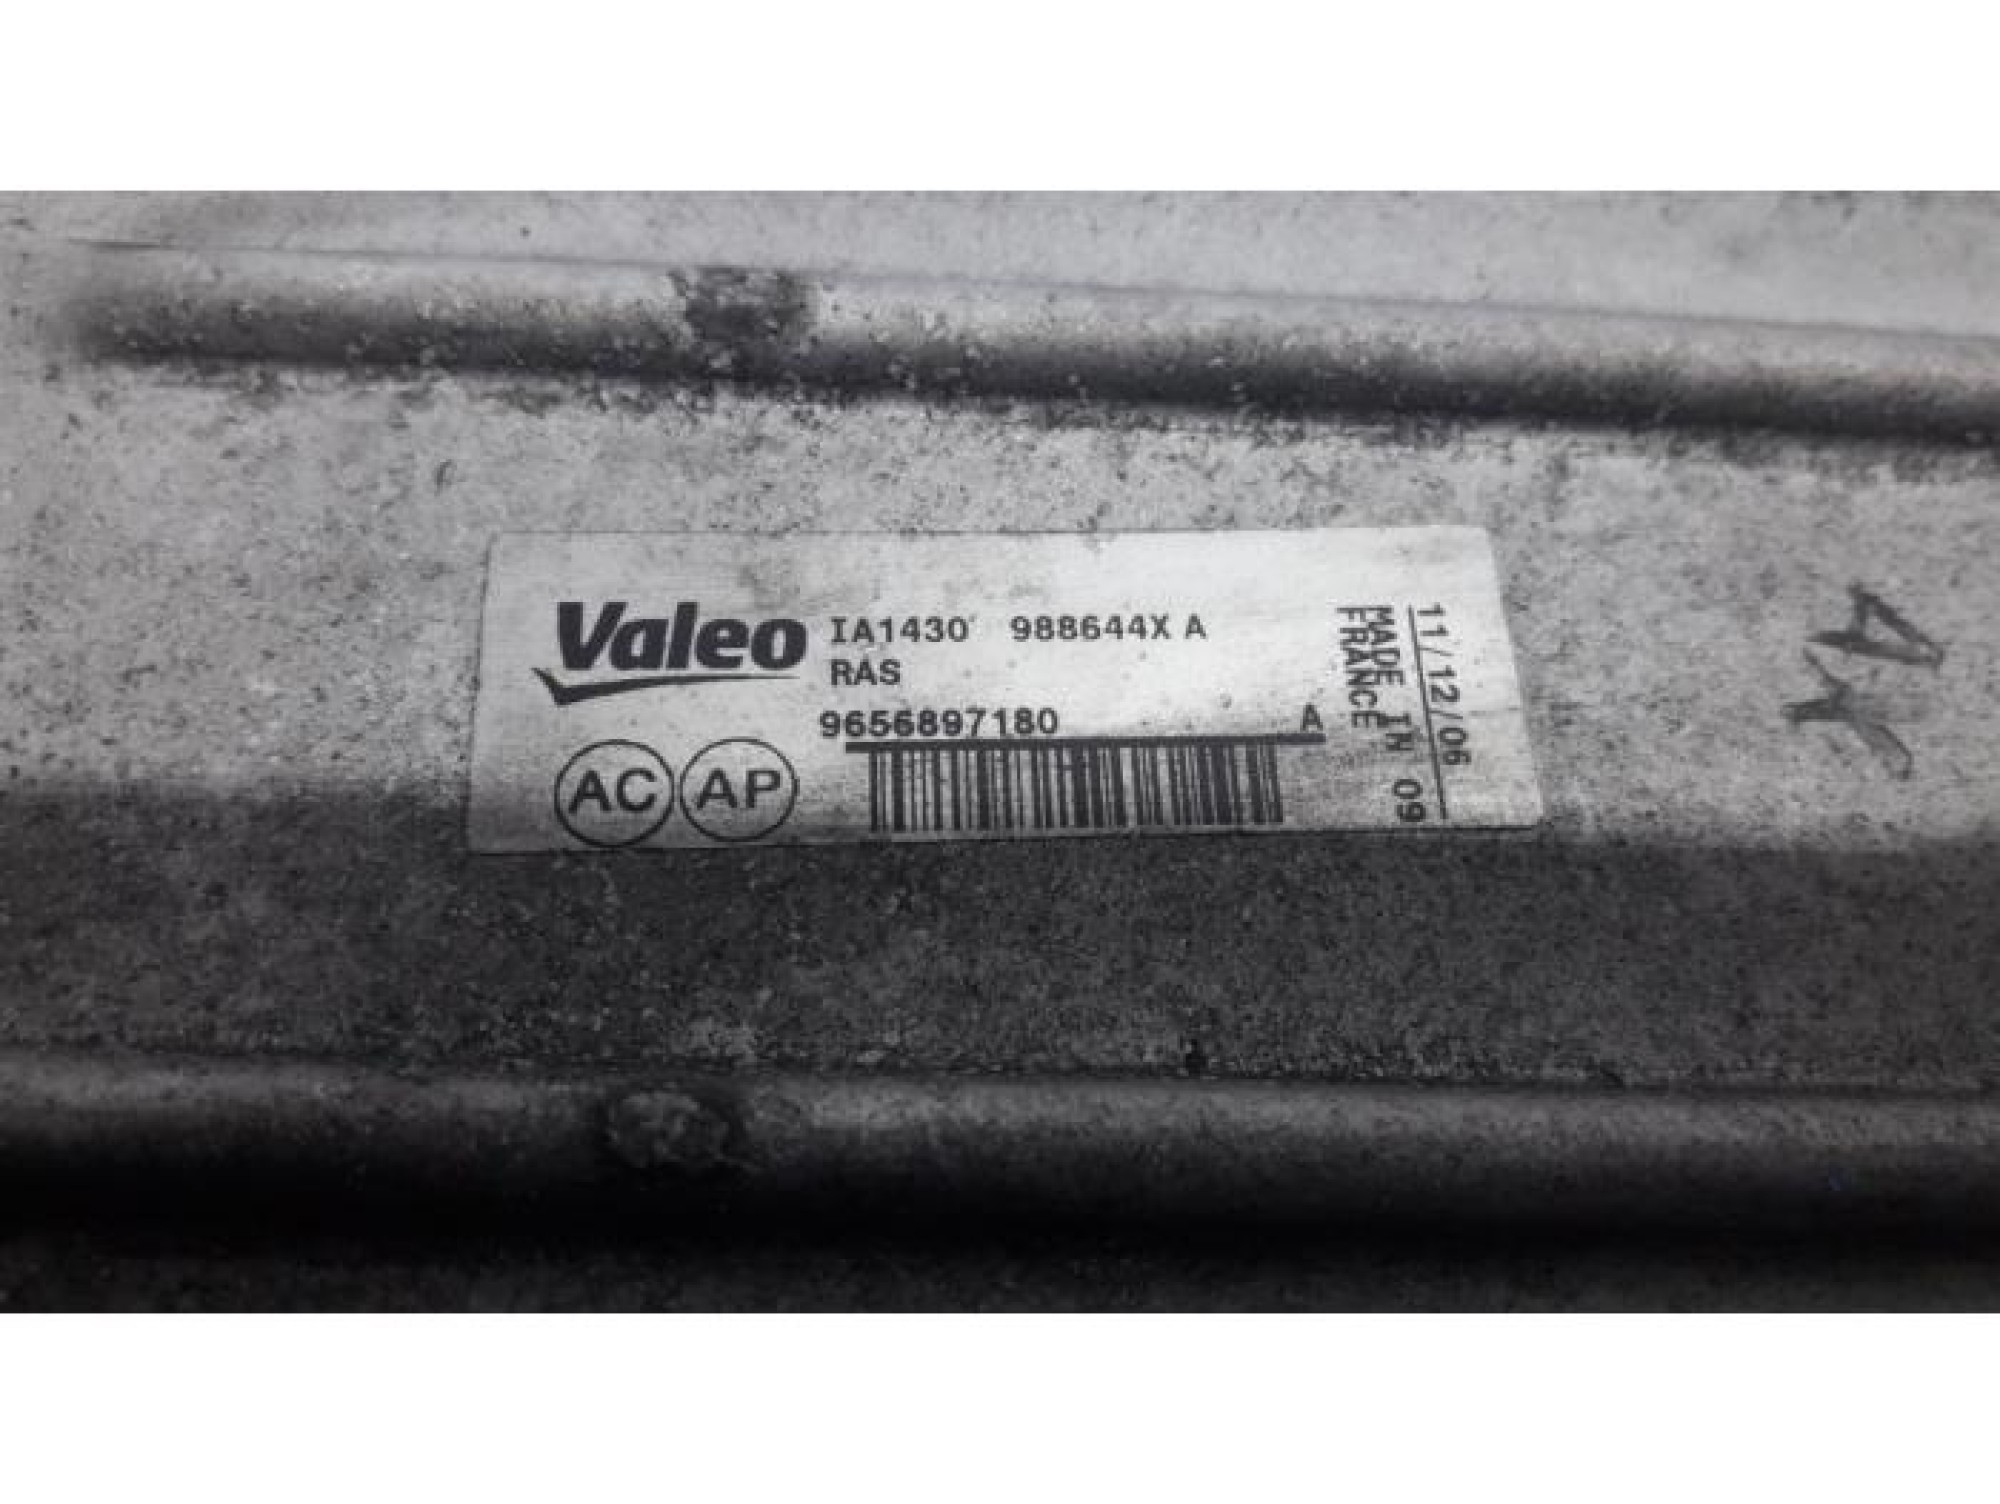 Valeo IA1430 988644X A
RAS
9656897180 A
AC AP
11/12/06
MADE IN 09
FRANCE